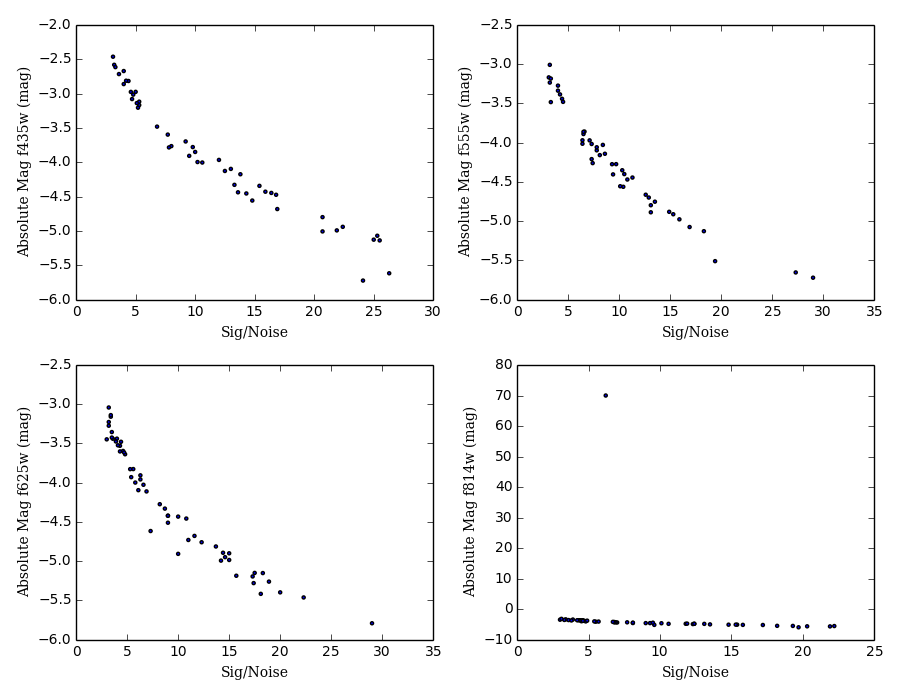 −2.0
−2.5
−3.0
−3.5
−4.0
−4.5
−5.0
−5.5
−6.0
Absolute Mag f435w (mag)
0 5 10 15 20 25 30
Sig/Noise
−2.5
−3.0
−3.5
−4.0
−4.5
−5.0
−5.5
−6.0
Absolute Mag f555w (mag)
0 5 10 15 20 25 30 35
Sig/Noise
−2.5
−3.0
−3.5
−4.0
−4.5
−5.0
−5.5
−6.0
Absolute Mag f625w (mag)
0 5 10 15 20 25 30 35
Sig/Noise
80
70
60
50
40
30
20
10
0
−10
Absolute Mag f814w (mag)
0 5 10 15 20 25
Sig/Noise